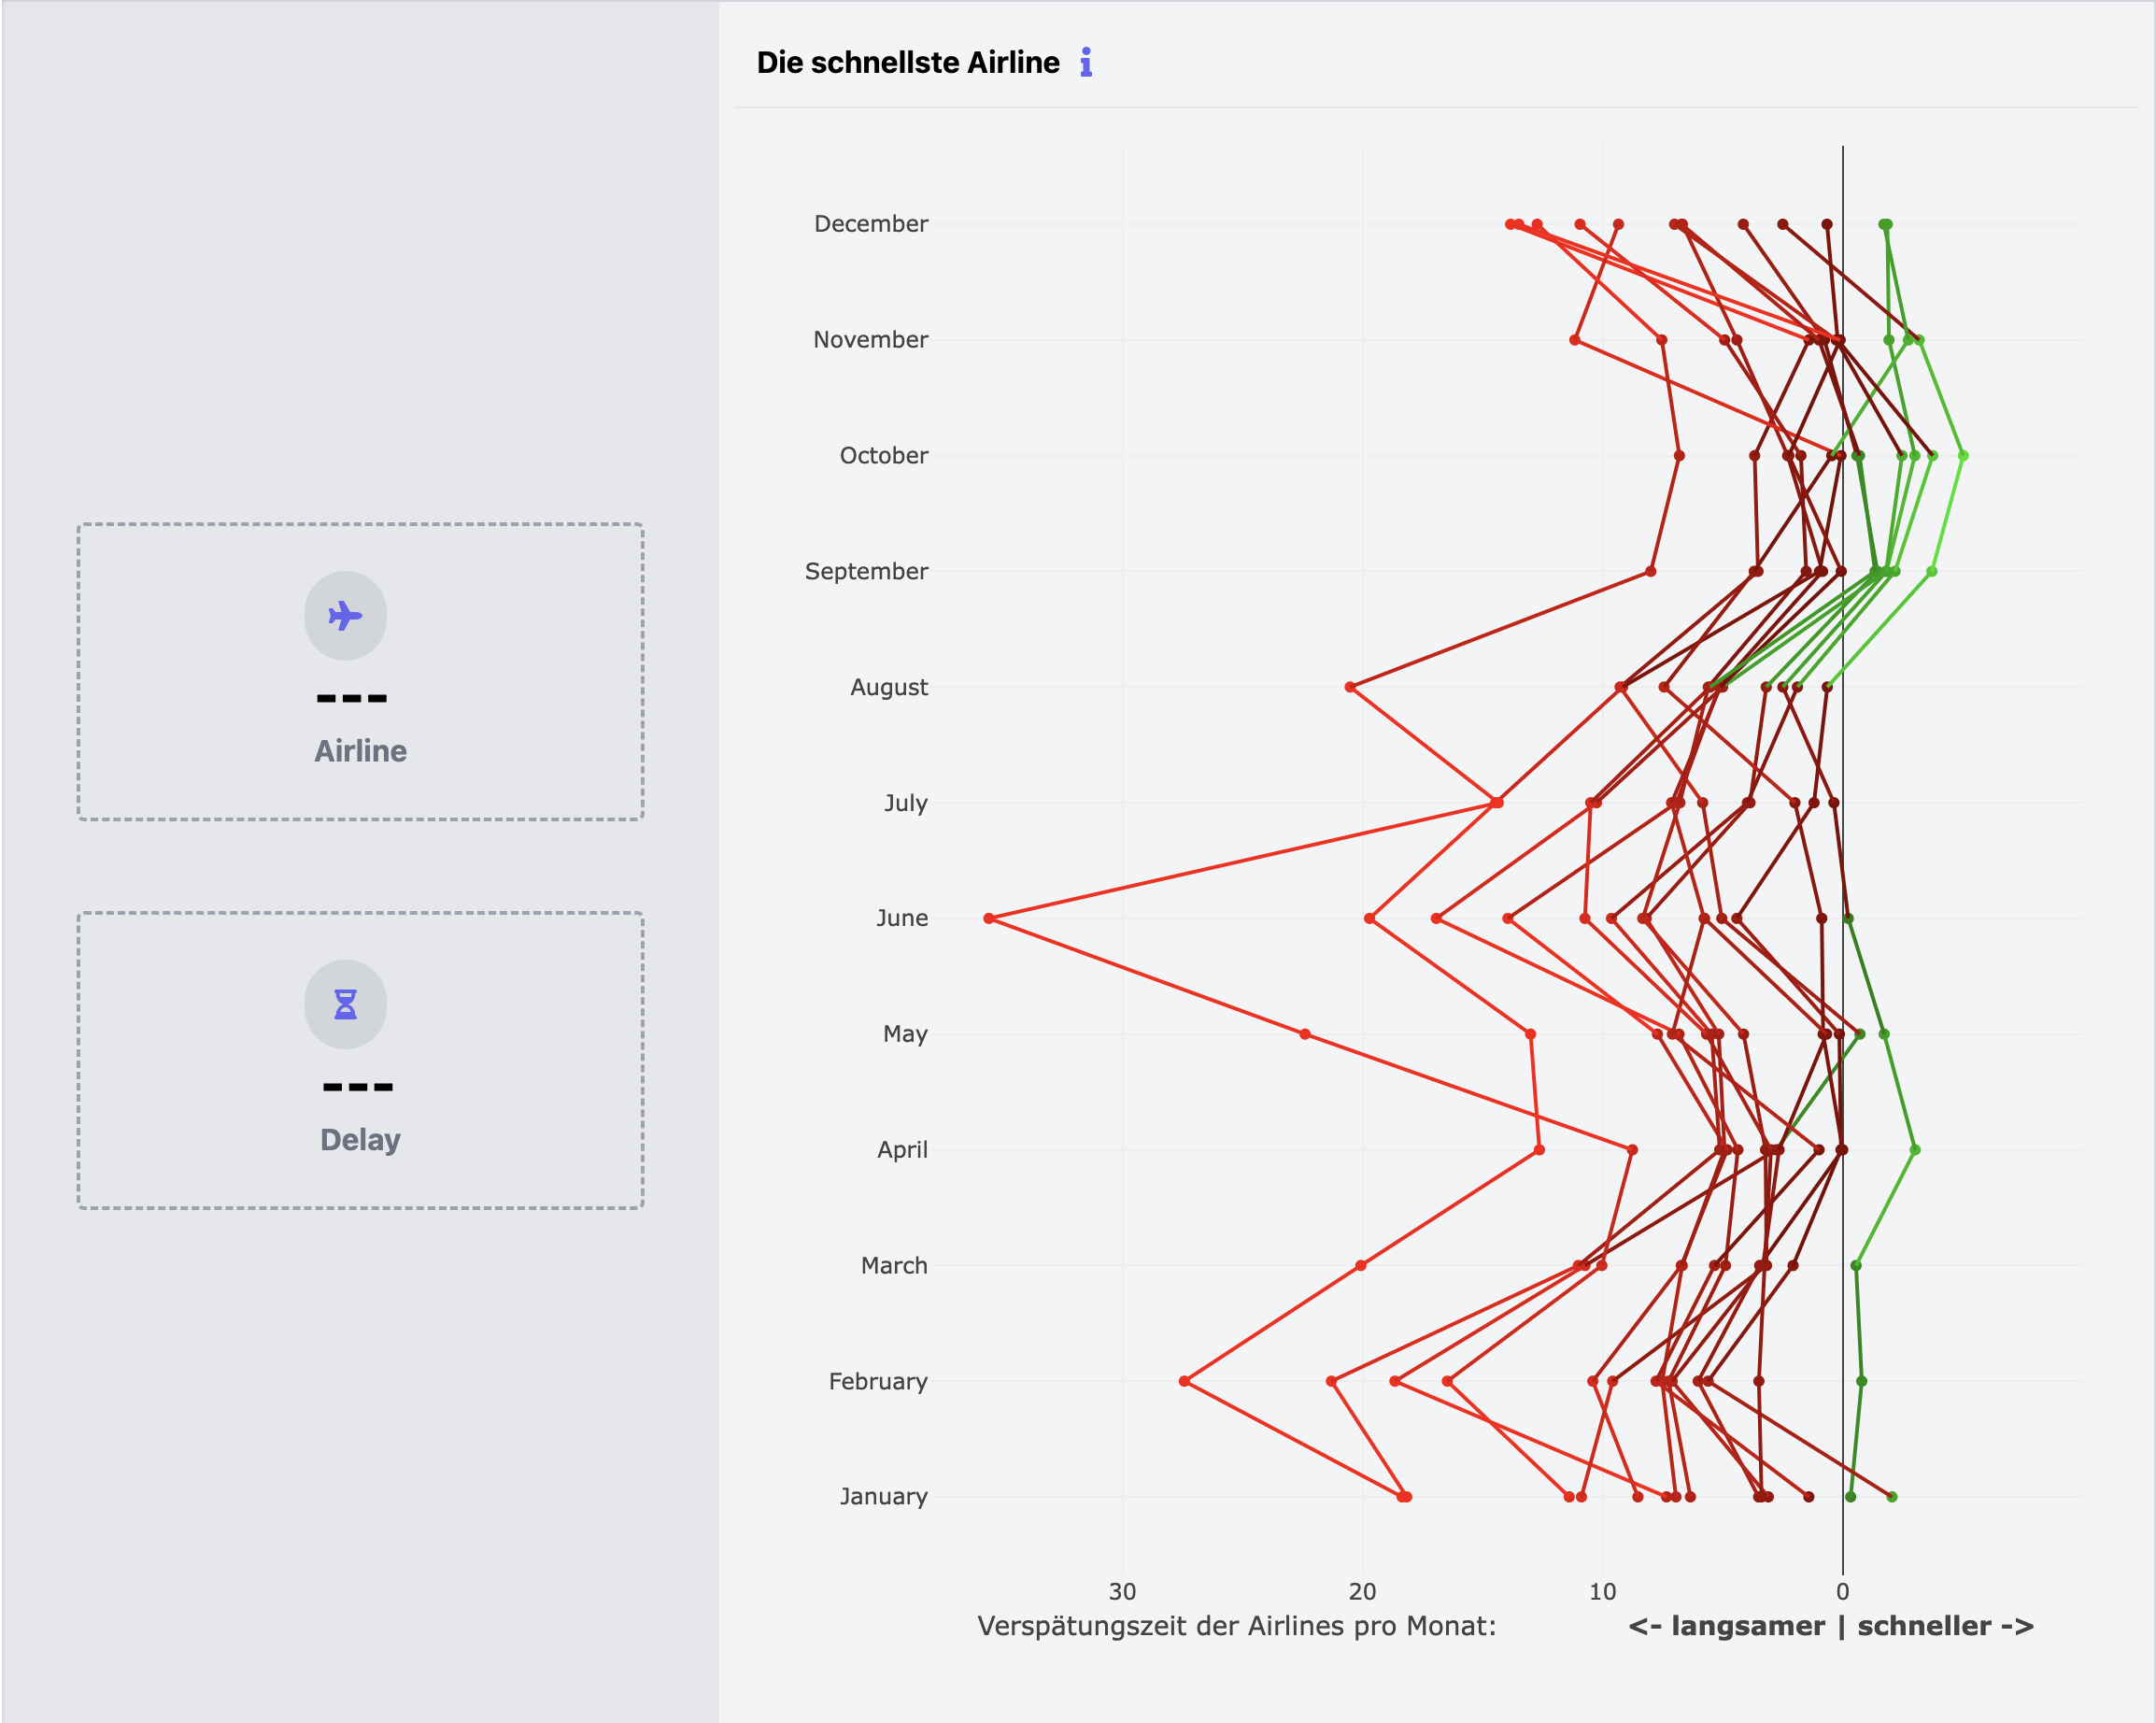 Die schnellste Airline
---
Airline
---
Delay
December
November
October
September
August
July
June
May
April
March
February
January
30 20 10 0
Verspätungszeit der Airlines pro Monat: <- langsamer | schneller ->